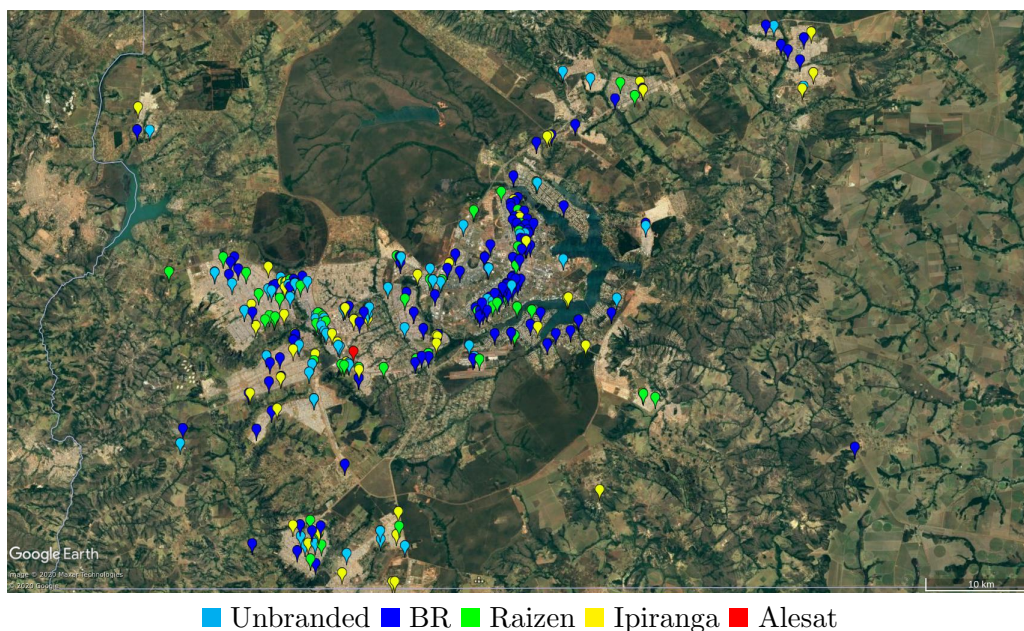 Google Earth
Image © 2020 Maxar Technologies
© 2020 Google
10 km
Unbranded BR Raizen Ipiranga Alesat